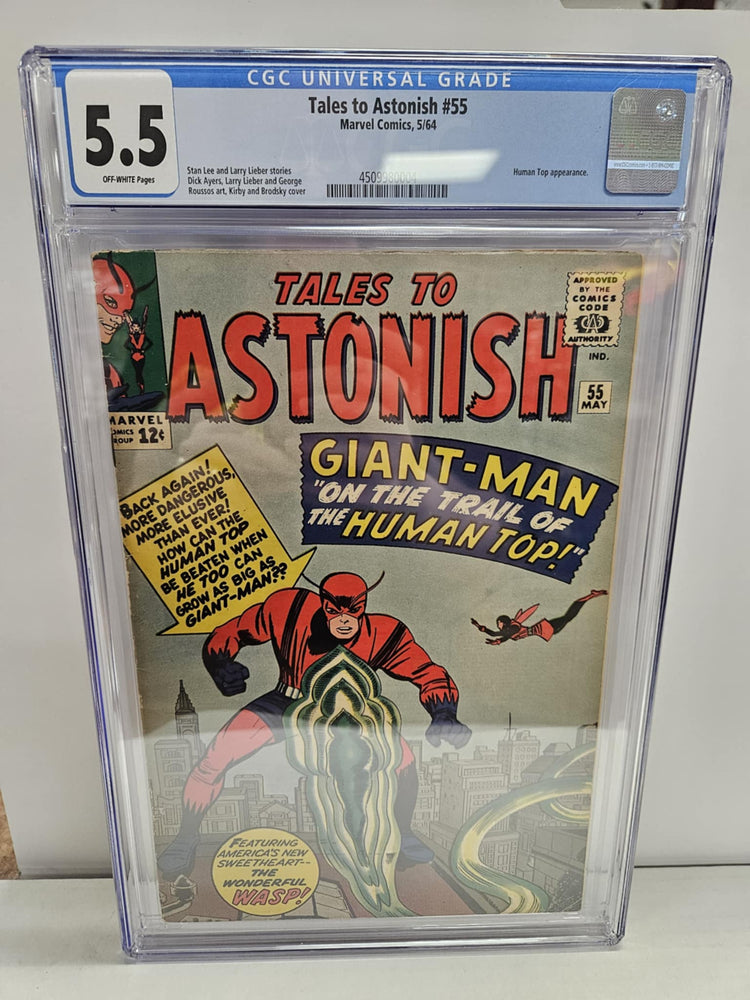 CGC UNIVERSAL GRADE
5.5
OFF-WHITE Pages
Tales to Astonish #55
Marvel Comics, 5/64
Stan Lee and Larry Lieber stories
Dick Ayers, Larry Lieber and George
Roussos art, Kirby and Brodsky cover
4509980004
Human Top appearance.
TALES TO
ASTONISH
APPROVED
BY THE
COMICS
CODE
AUTHORITY
IND.
55
MAY
MARVEL
COMICS
GROUP 12¢
GIANT-MAN
"ON THE TRAIL OF
THE HUMAN TOP!"
BACK AGAIN!
MORE DANGEROUS,
MORE ELUSIVE
THAN EVER!
HOW CAN THE
HUMAN TOP
BE BEATEN WHEN
HE TOO CAN
GROW AS BIG AS
GIANT-MAN??
FEATURING
AMERICA'S NEW
SWEETHEART--
THE
WONDERFUL
WASP!